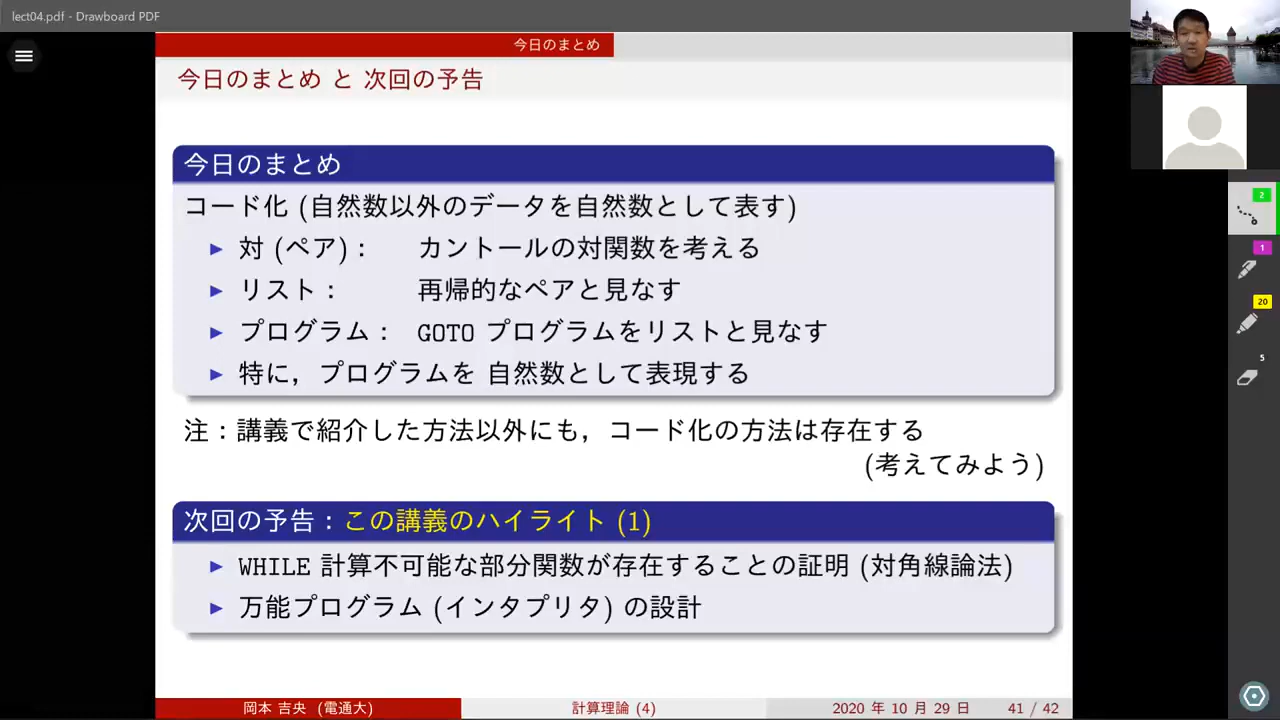 lect04.pdf - Drawboard PDF
今日のまとめ
今日のまとめ と 次回の予告
今日のまとめ
コード化 (自然数以外のデータを自然数として表す)
▶ 対 (ペア) : カントールの対関数を考える
▶ リスト : 再帰的なペアと見なす
▶ プログラム : GOTO プログラムをリストと見なす
▶ 特に，プログラムを 自然数として表現する
注 : 講義で紹介した方法以外にも，コード化の方法は存在する
(考えてみよう)
次回の予告 : この講義のハイライト (1)
▶ WHILE 計算不可能な部分関数が存在することの証明 (対角線論法)
▶ 万能プログラム (インタプリタ) の設計
岡本 吉央 (電通大) 計算理論 (4) 2020 年 10 月 29 日 41 / 42
2
1
20
5